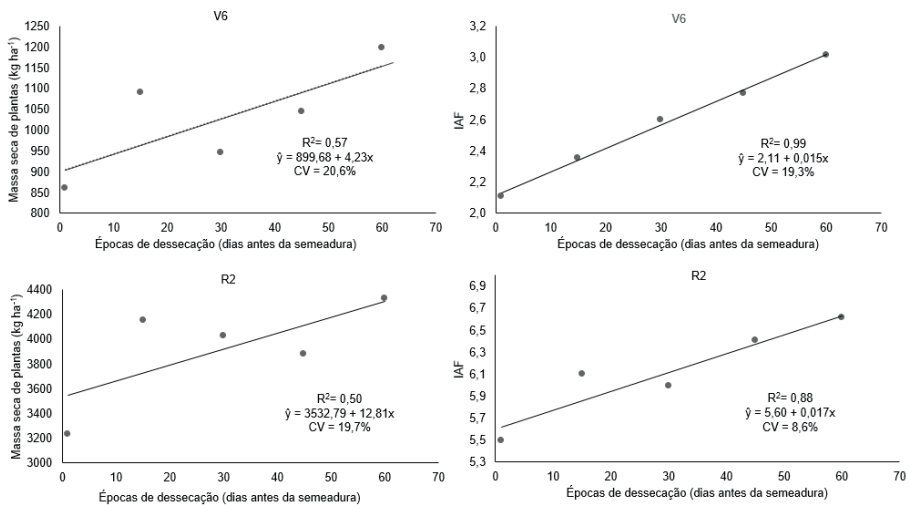 V6
Massa seca de plantas (kg ha⁻¹)
1250
1200
1150
1100
1050
1000
950
900
850
800
R²= 0,57
ŷ = 899,68 + 4,23x
CV = 20,6%
0 10 20 30 40 50 60 70
Épocas de dessecação (dias antes da semeadura)
V6
IAF
3,2
3,0
2,8
2,6
2,4
2,2
2,0
R²= 0,99
ŷ = 2,11 + 0,015x
CV = 19,3%
0 10 20 30 40 50 60 70
Épocas de dessecação (dias antes da semeadura)
R2
Massa seca de plantas (kg ha⁻¹)
4400
4200
4000
3800
3600
3400
3200
3000
R²= 0,50
ŷ = 3532,79 + 12,81x
CV = 19,7%
0 10 20 30 40 50 60 70
Épocas de dessecação (dias antes da semeadura)
R2
IAF
6,9
6,7
6,5
6,3
6,1
5,9
5,7
5,5
5,3
R²= 0,88
ŷ = 5,60 + 0,017x
CV = 8,6%
0 10 20 30 40 50 60 70
Épocas de dessecação (dias antes da semeadura)